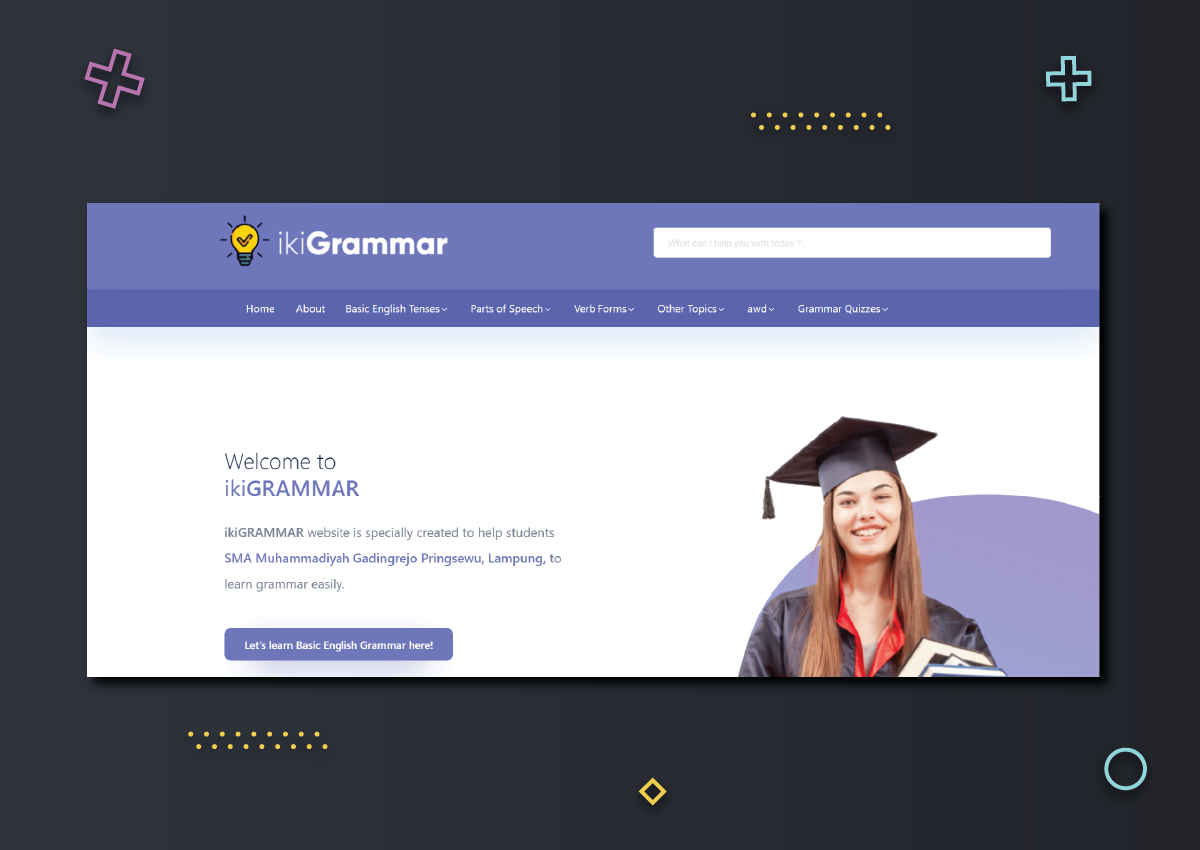 ikiGrammar
What can i help you with today ?..
Home About Basic English Tenses Parts of Speech Verb Forms Other Topics awd Grammar Quizzes
Welcome to
ikiGRAMMAR
ikiGRAMMAR website is specially created to help students
SMA Muhammadiyah Gadingrejo Pringsewu, Lampung, to
learn grammar easily.
Let's learn Basic English Grammar here!